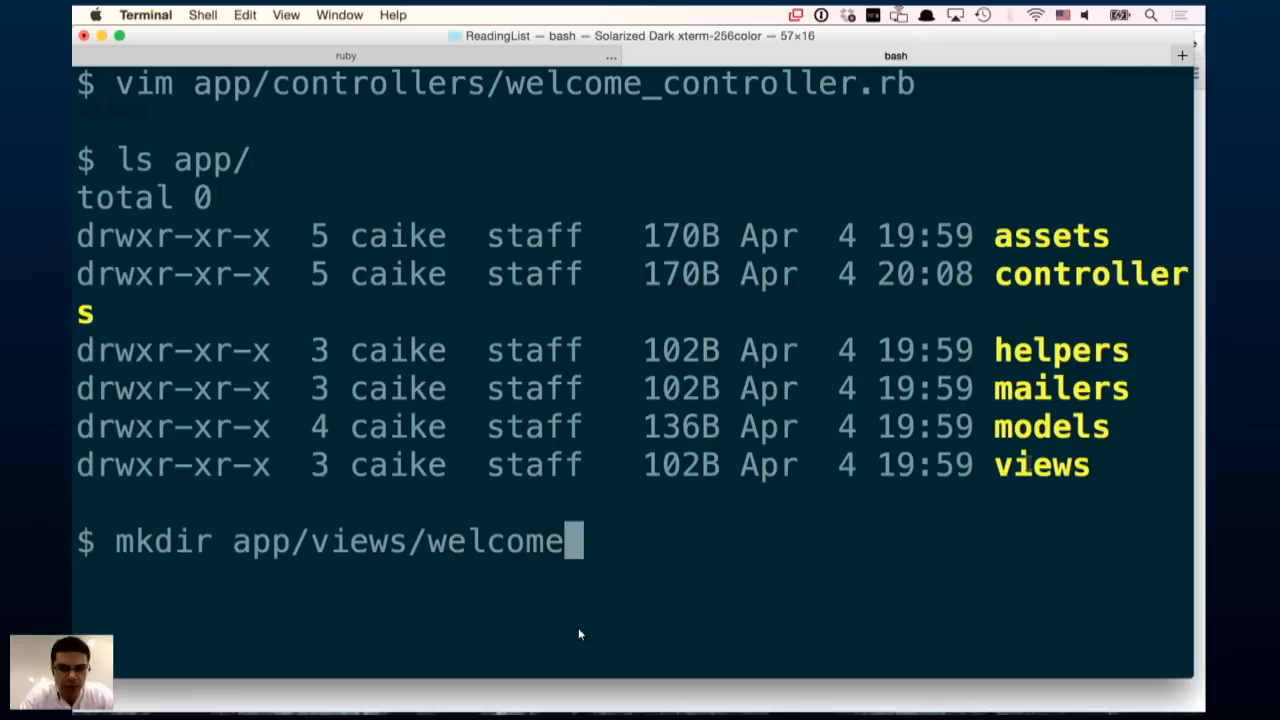 Terminal Shell Edit View Window Help
ReadingList — bash — Solarized Dark xterm-256color — 57×16
ruby ... bash +
$ vim app/controllers/welcome_controller.rb
$ ls app/
total 0
drwxr-xr-x 5 caike staff 170B Apr 4 19:59 assets
drwxr-xr-x 5 caike staff 170B Apr 4 20:08 controller
s
drwxr-xr-x 3 caike staff 102B Apr 4 19:59 helpers
drwxr-xr-x 3 caike staff 102B Apr 4 19:59 mailers
drwxr-xr-x 4 caike staff 136B Apr 4 19:59 models
drwxr-xr-x 3 caike staff 102B Apr 4 19:59 views
$ mkdir app/views/welcome